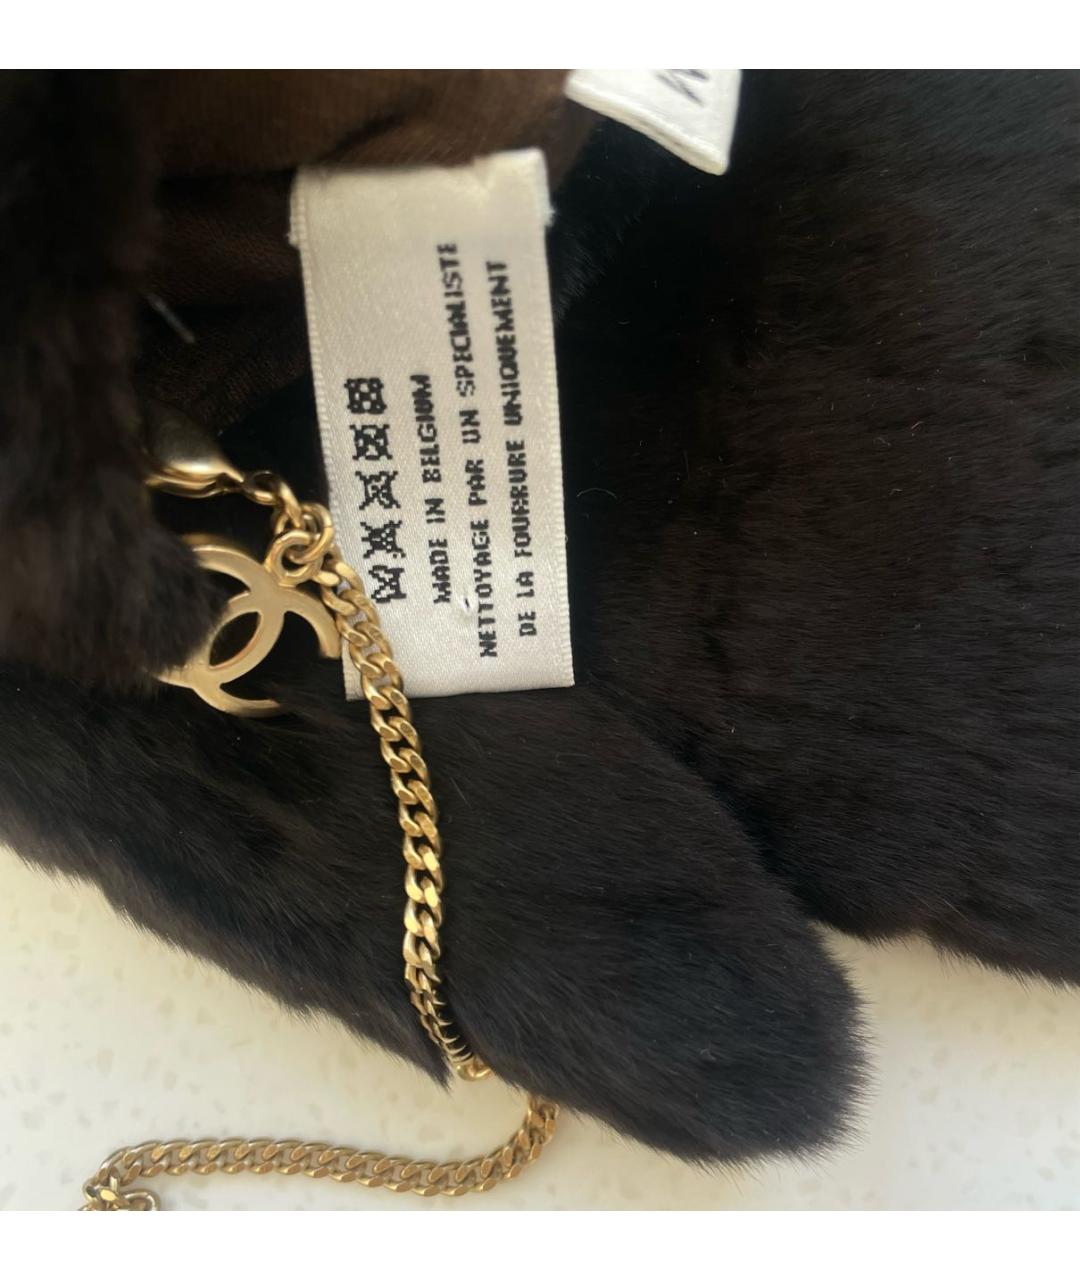 MADE IN BELGIUM
NETTOYAGE PAR UN SPECIALISTE
DE LA FOURRURE UNIQUEMENT